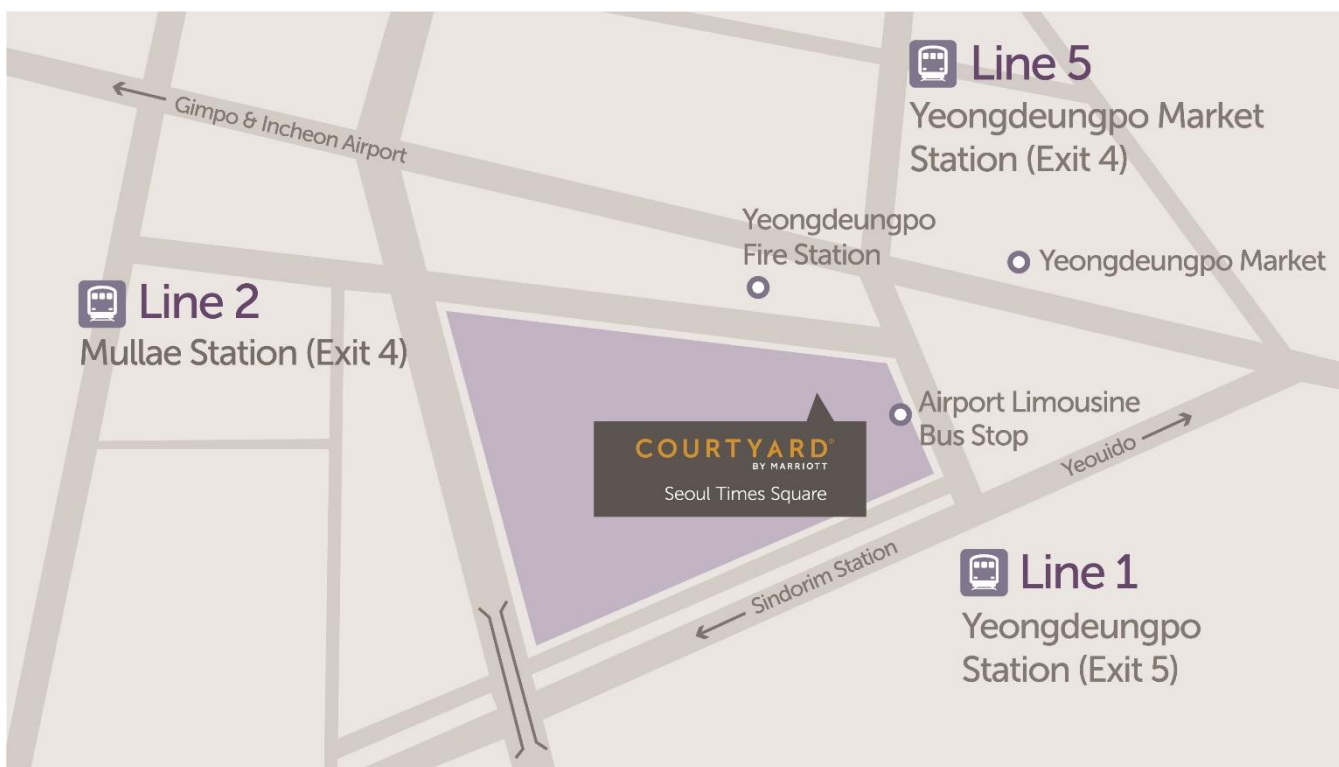 Line 5
Yeongdeungpo Market
Station (Exit 4)
Gimpo & Incheon Airport
Yeongdeungpo
Fire Station
Yeongdeungpo Market
Line 2
Mullae Station (Exit 4)
Airport Limousine
Bus Stop
COURTYARD®
BY MARRIOTT
Seoul Times Square
Yeouido
Sindorim Station
Line 1
Yeongdeungpo
Station (Exit 5)